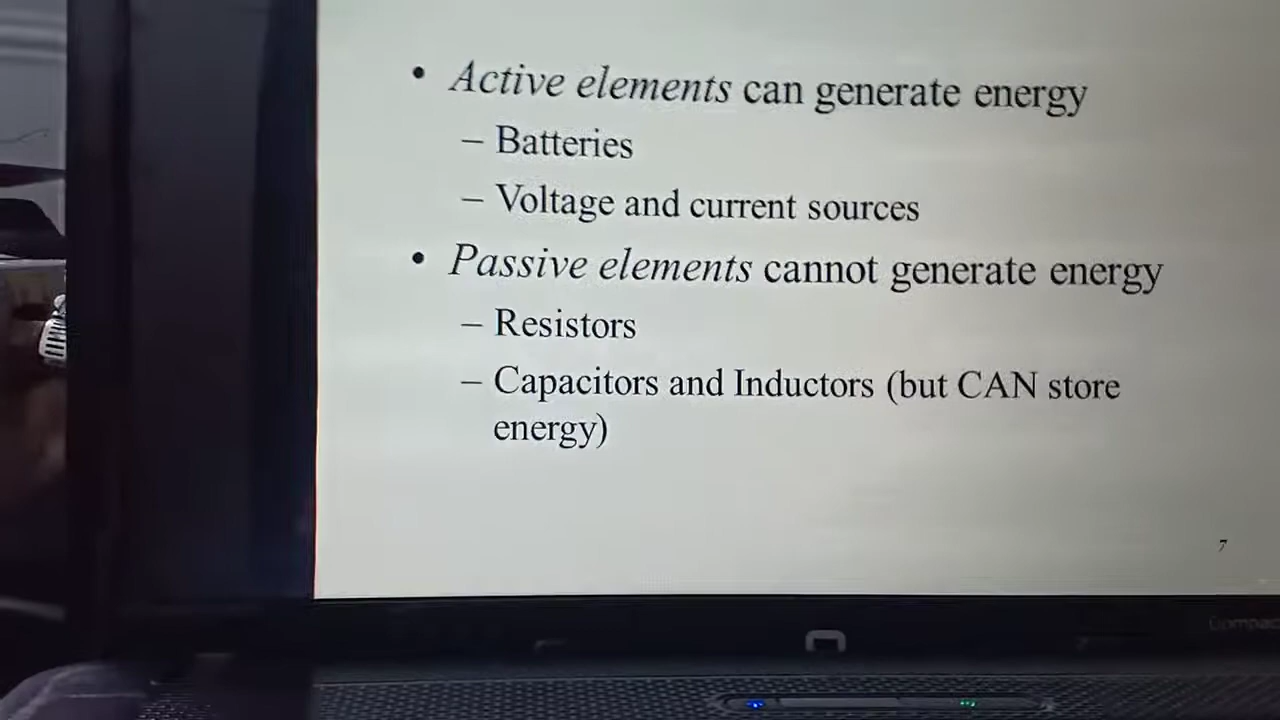 • Active elements can generate energy
– Batteries
– Voltage and current sources
• Passive elements cannot generate energy
– Resistors
– Capacitors and Inductors (but CAN store
energy)
7